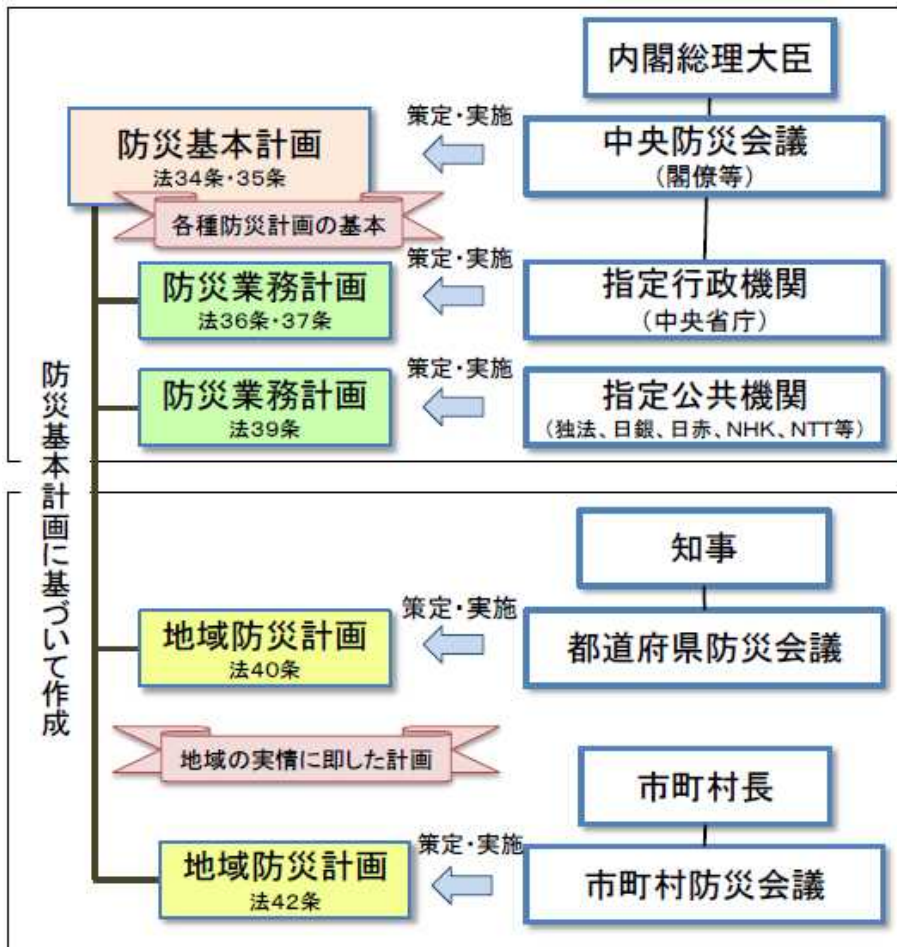 内閣総理大臣
防災基本計画
法34条・35条
策定・実施
中央防災会議
(閣僚等)
各種防災計画の基本
防災業務計画
法36条・37条
策定・実施
指定行政機関
(中央省庁)
防災業務計画
法39条
策定・実施
指定公共機関
(独法、日銀、日赤、NHK、NTT等)
防災基本計画に基づいて作成
知事
地域防災計画
法40条
策定・実施
都道府県防災会議
地域の実情に即した計画
市町村長
地域防災計画
法42条
策定・実施
市町村防災会議